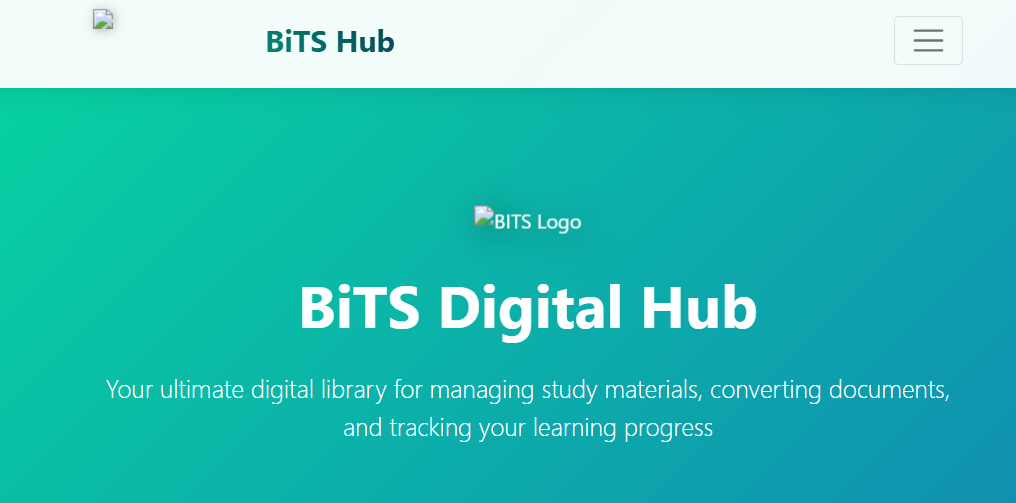 BiTS Hub
BITS Logo
BiTS Digital Hub
Your ultimate digital library for managing study materials, converting documents,
and tracking your learning progress